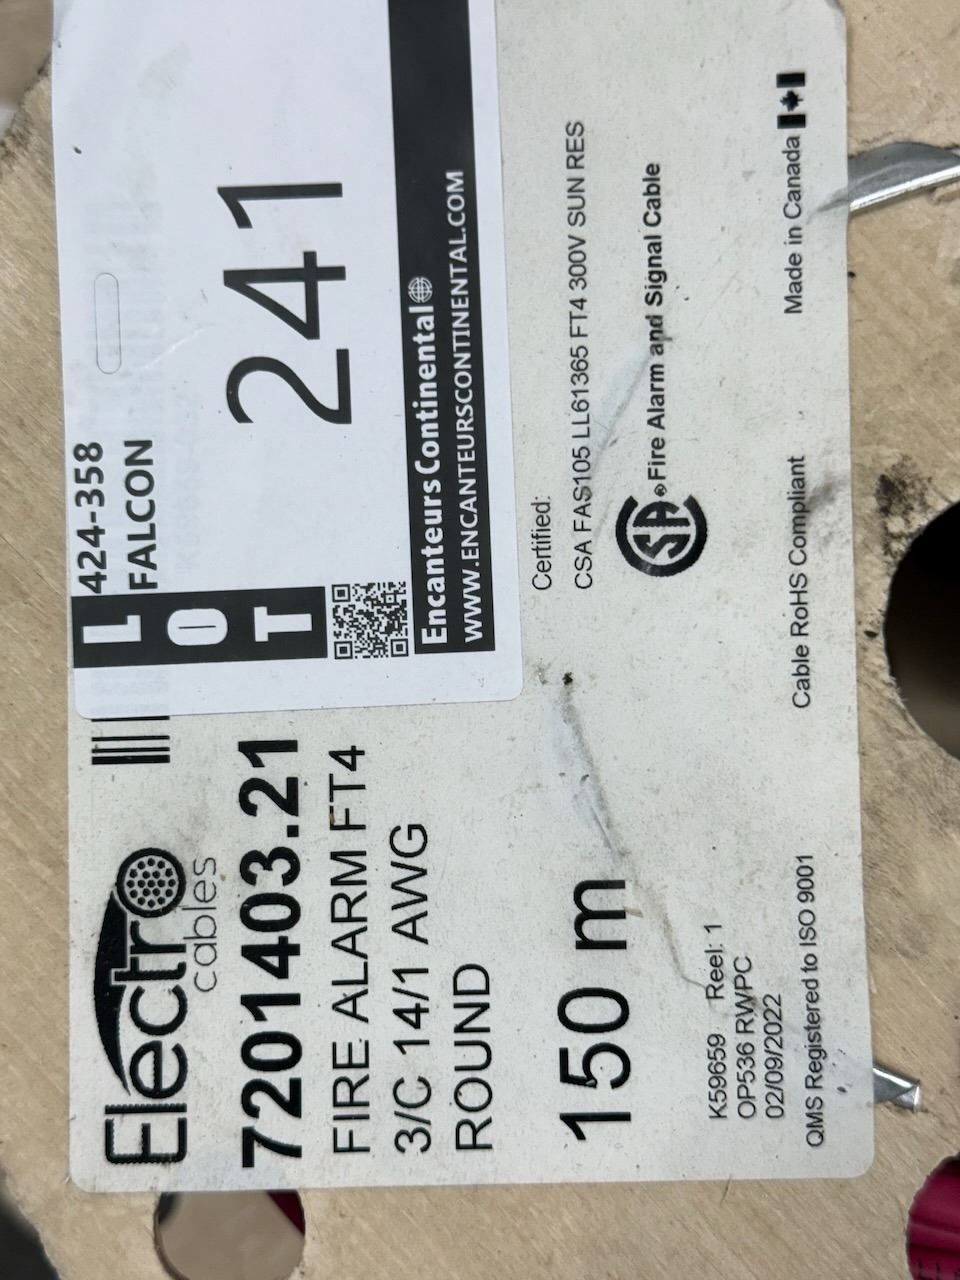 Electro
cables
7201403.21
FIRE ALARM FT4
3/C 14/1 AWG
ROUND
150 m
K59659 Reel: 1
OP536 RWPC
02/09/2022
QMS Registered to ISO 9001
LOT
424-358
FALCON
241
Encanteurs Continental
WWW.ENCANTEURSCONTINENTAL.COM
Certified:
CSA FAS105 LL61365 FT4 300V SUN RES
SA® Fire Alarm and Signal Cable
Cable RoHS Compliant
Made in Canada